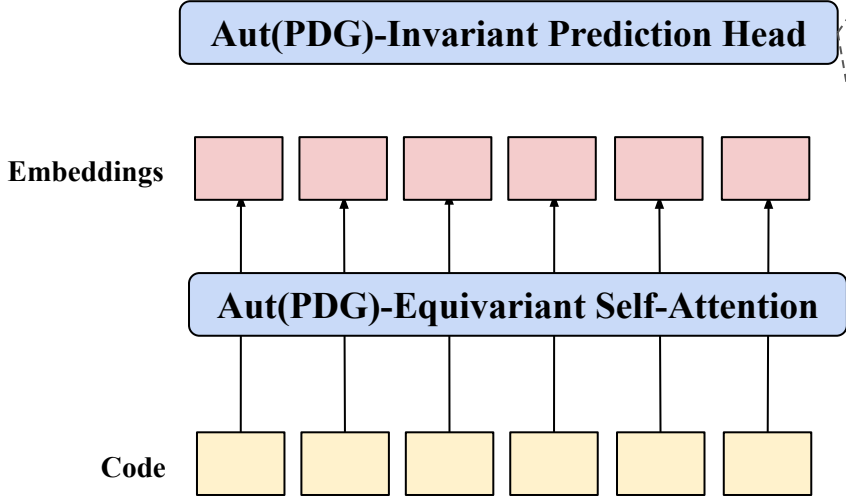 Aut(PDG)-Invariant Prediction Head
Embeddings
Aut(PDG)-Equivariant Self-Attention
Code